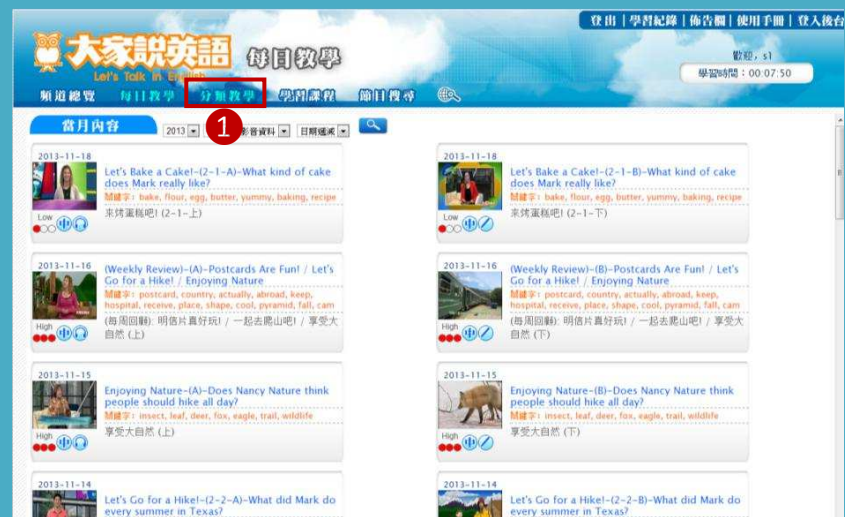 登出 | 學習紀錄 | 佈告欄 | 使用手冊 | 登入後台
大家說英語 每日教學
Let's Talk in English
歡迎, s1
學習時間：00:07:50
頻道總覽 每日教學 分類教學 學習課程 節目搜尋
當月內容 2013 1 影音資料 日期遞減
2013-11-18
Let's Bake a Cake!-(2-1-A)-What kind of cake
does Mark really like?
關鍵字: bake, flour, egg, butter, yummy, baking, recipe
來烤蛋糕吧! (2-1-上)
Low 中
2013-11-18
Let's Bake a Cake!-(2-1-B)-What kind of cake
does Mark really like?
關鍵字: bake, flour, egg, butter, yummy, baking, recipe
來烤蛋糕吧! (2-1-下)
Low 中
2013-11-16
(Weekly Review)-(A)-Postcards Are Fun! / Let's
Go for a Hike! / Enjoying Nature
關鍵字: postcard, country, actually, abroad, keep,
hospital, receive, place, shape, cool, pyramid, fall, cam
(每周回顧): 明信片真好玩! / 一起去爬山吧! / 享受大
自然 (上)
High 中
2013-11-16
(Weekly Review)-(B)-Postcards Are Fun! / Let's
Go for a Hike! / Enjoying Nature
關鍵字: postcard, country, actually, abroad, keep,
hospital, receive, place, shape, cool, pyramid, fall, cam
(每周回顧): 明信片真好玩! / 一起去爬山吧! / 享受大
自然 (下)
High 中
2013-11-15
Enjoying Nature-(A)-Does Nancy Nature think
people should hike all day?
關鍵字: insect, leaf, deer, fox, eagle, trail, wildlife
享受大自然 (上)
High 中
2013-11-15
Enjoying Nature-(B)-Does Nancy Nature think
people should hike all day?
關鍵字: insect, leaf, deer, fox, eagle, trail, wildlife
享受大自然 (下)
High 中
2013-11-14
Let's Go for a Hike!-(2-2-A)-What did Mark do
every summer in Texas?
2013-11-14
Let's Go for a Hike!-(2-2-B)-What did Mark do
every summer in Texas?